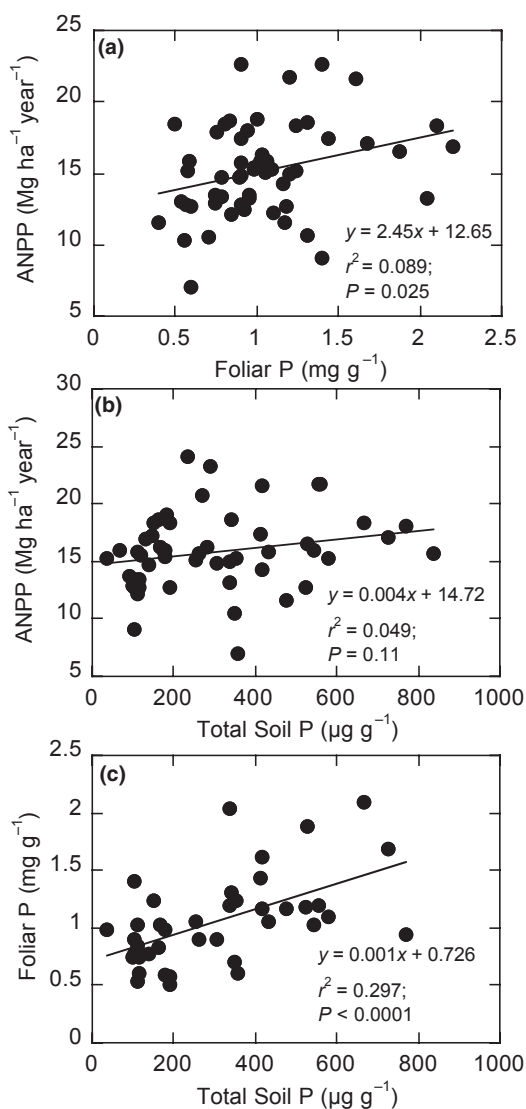 (a)
25
20
15
10
5
ANPP (Mg ha⁻¹ year⁻¹)
y = 2.45x + 12.65
r² = 0.089;
P = 0.025
0 0.5 1 1.5 2 2.5
Foliar P (mg g⁻¹)
(b)
30
25
20
15
10
5
ANPP (Mg ha⁻¹ year⁻¹)
y = 0.004x + 14.72
r² = 0.049;
P = 0.11
0 200 400 600 800 1000
Total Soil P (µg g⁻¹)
(c)
2.5
2
1.5
1
0.5
0
Foliar P (mg g⁻¹)
y = 0.001x + 0.726
r² = 0.297;
P < 0.0001
0 200 400 600 800 1000
Total Soil P (µg g⁻¹)